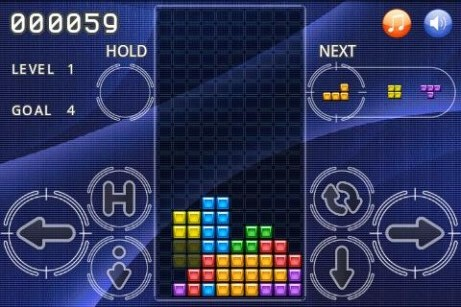 000059
HOLD
NEXT
LEVEL 1
GOAL 4
H